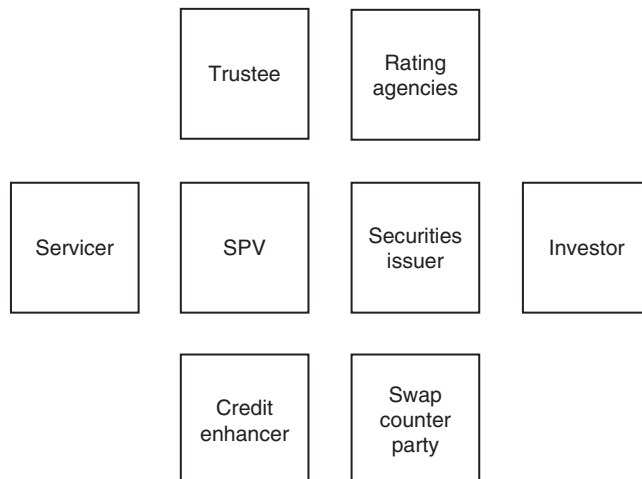 Trustee
Rating
agencies
Servicer
SPV
Securities
issuer
Investor
Credit
enhancer
Swap
counter
party